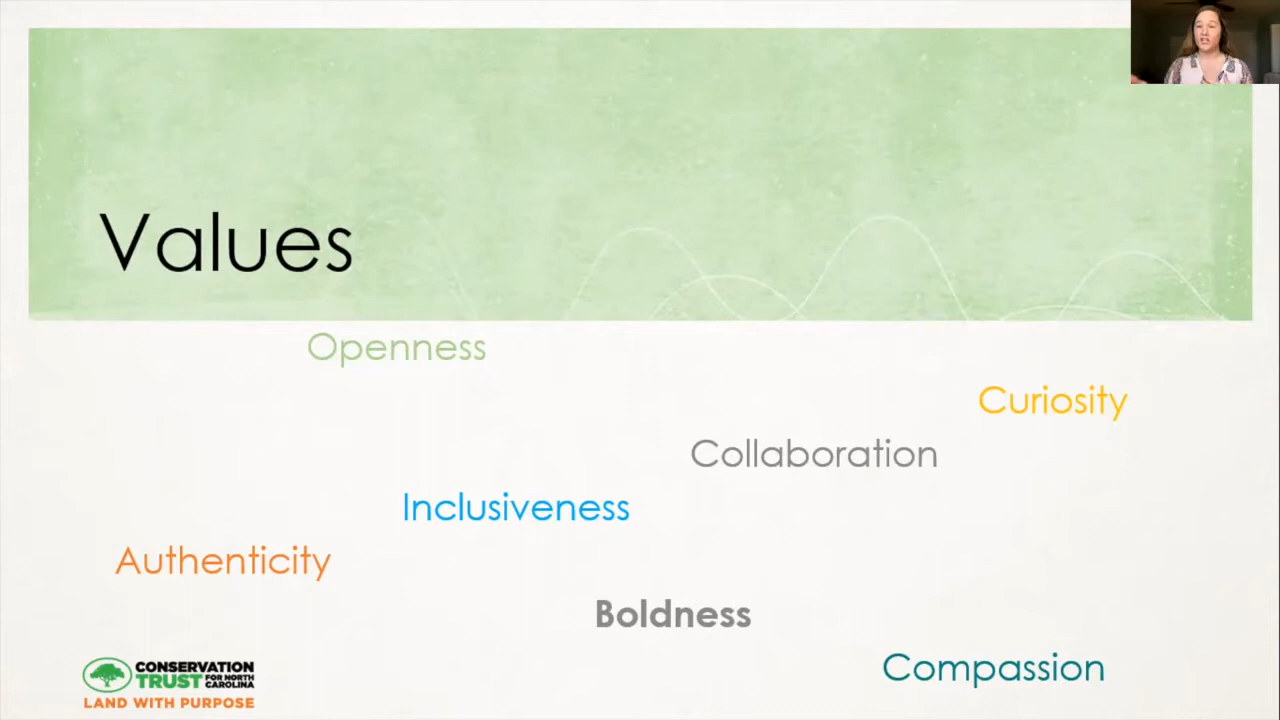 Values
Openness
Curiosity
Collaboration
Inclusiveness
Authenticity
Boldness
Compassion
CONSERVATION
TRUST FOR NORTH CAROLINA
LAND WITH PURPOSE